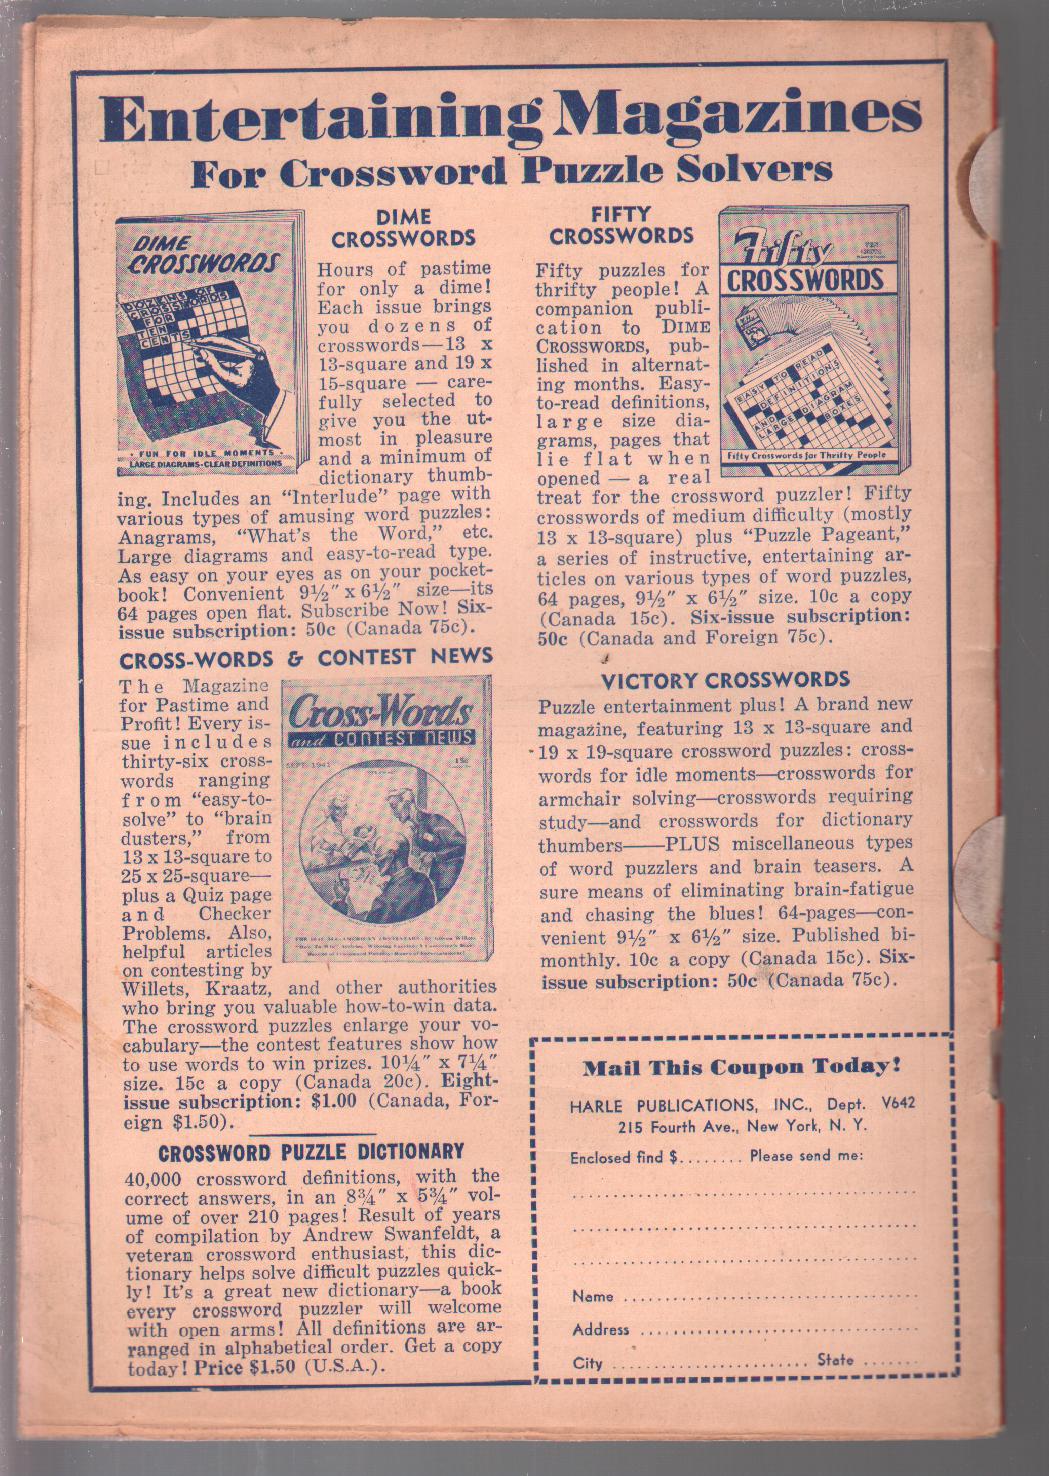 Entertaining Magazines
For Crossword Puzzle Solvers
DIME
CROSSWORDS
DIME
CROSSWORDS
DOZENS OF
CROSSWORDS
FOR
TEN
CENTS
• FUN FOR IDLE MOMENTS •
LARGE DIAGRAMS-CLEAR DEFINITIONS
Hours of pastime
for only a dime!
Each issue brings
you dozens of
crosswords—13 x
13-square and 19 x
15-square — care-
fully selected to
give you the ut-
most in pleasure
and a minimum of
dictionary thumb-
ing. Includes an “Interlude” page with
various types of amusing word puzzles:
Anagrams, “What's the Word,” etc.
Large diagrams and easy-to-read type.
As easy on your eyes as on your pocket-
book! Convenient 9½″ x 6½″ size—its
64 pages open flat. Subscribe Now! Six-
issue subscription: 50c (Canada 75c).
CROSS-WORDS & CONTEST NEWS
The Magazine
for Pastime and
Profit! Every is-
sue includes
thirty-six cross-
words ranging
from “easy-to-
solve” to “brain
dusters,” from
13 x 13-square to
25 x 25-square—
plus a Quiz page
and Checker
Problems. Also,
helpful articles
on contesting by
Willets, Kraatz, and other authorities
who bring you valuable how-to-win data.
The crossword puzzles enlarge your vo-
cabulary—the contest features show how
to use words to win prizes. 10¼″ x 7¼″
size. 15c a copy (Canada 20c). Eight-
issue subscription: $1.00 (Canada, For-
eign $1.50).
Cross-Words
and CONTEST NEWS
SEPT. 1941
15c
CROSSWORD PUZZLE DICTIONARY
40,000 crossword definitions, with the
correct answers, in an 8¾″ x 5¾″ vol-
ume of over 210 pages! Result of years
of compilation by Andrew Swanfeldt, a
veteran crossword enthusiast, this dic-
tionary helps solve difficult puzzles quick-
ly! It's a great new dictionary—a book
every crossword puzzler will welcome
with open arms! All definitions are ar-
ranged in alphabetical order. Get a copy
today! Price $1.50 (U.S.A.).
FIFTY
CROSSWORDS
Fifty puzzles for
thrifty people! A
companion publi-
cation to DIME
CROSSWORDS, pub-
lished in alternat-
ing months. Easy-
to-read definitions,
large size dia-
grams, pages that
lie flat when
opened — a real
treat for the crossword puzzler! Fifty
crosswords of medium difficulty (mostly
13 x 13-square) plus “Puzzle Pageant,”
a series of instructive, entertaining ar-
ticles on various types of word puzzles,
64 pages, 9½″ x 6½″ size. 10c a copy
(Canada 15c). Six-issue subscription:
50c (Canada and Foreign 75c).
Fifty
CROSSWORDS
EASY TO READ
DEFINITIONS
AND
LARGE DIAGRAM
BOXES
Fifty Crosswords for Thrifty People
VICTORY CROSSWORDS
Puzzle entertainment plus! A brand new
magazine, featuring 13 x 13-square and
19 x 19-square crossword puzzles: cross-
words for idle moments—crosswords for
armchair solving—crosswords requiring
study—and crosswords for dictionary
thumbers——PLUS miscellaneous types
of word puzzlers and brain teasers. A
sure means of eliminating brain-fatigue
and chasing the blues! 64-pages—con-
venient 9½″ x 6½″ size. Published bi-
monthly. 10c a copy (Canada 15c). Six-
issue subscription: 50c (Canada 75c).
Mail This Coupon Today!
HARLE PUBLICATIONS, INC., Dept. V642
215 Fourth Ave., New York, N. Y.
Enclosed find $........ Please send me:
Name ........................................
Address ....................................
City .......................... State .......